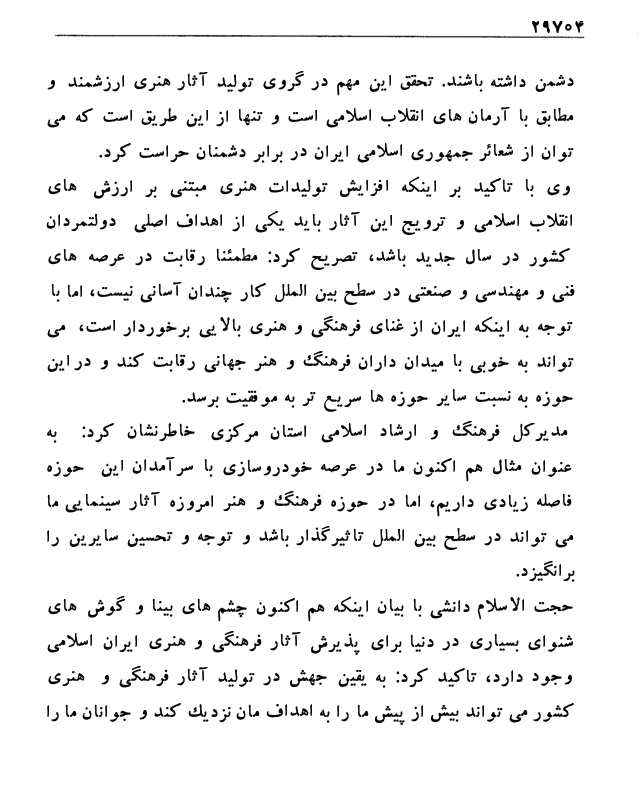 ۲۹۷۰۴
دشمن داشته باشند. تحقق این مهم در گروی تولید آثار هنری ارزشمند و
مطابق با آرمان های انقلاب اسلامی است و تنها از این طریق است که می
توان از شعائر جمهوری اسلامی ایران در برابر دشمنان حراست کرد.
وی با تاکید بر اینکه افزایش تولیدات هنری مبتنی بر ارزش های
انقلاب اسلامی و ترویج این آثار باید یکی از اهداف اصلی دولتمردان
کشور در سال جدید باشد، تصریح کرد: مطمئنا رقابت در عرصه های
فنی و مهندسی و صنعتی در سطح بین الملل کار چندان آسانی نیست، اما با
توجه به اینکه ایران از غنای فرهنگی و هنری بالایی برخوردار است، می
تواند به خوبی با میدان داران فرهنگ و هنر جهانی رقابت کند و در این
حوزه به نسبت سایر حوزه ها سریع تر به موفقیت برسد.
مدیرکل فرهنگ و ارشاد اسلامی استان مرکزی خاطرنشان کرد: به
عنوان مثال هم اکنون ما در عرصه خودروسازی با سرآمدان این حوزه
فاصله زیادی داریم، اما در حوزه فرهنگ و هنر امروزه آثار سینمایی ما
می تواند در سطح بین الملل تاثیرگذار باشد و توجه و تحسین سایرین را
برانگیزد.
حجت الاسلام دانشی با بیان اینکه هم اکنون چشم های بینا و گوش های
شنوای بسیاری در دنیا برای پذیرش آثار فرهنگی و هنری ایران اسلامی
وجود دارد، تاکید کرد: به یقین جهش در تولید آثار فرهنگی و هنری
کشور می تواند بیش از پیش ما را به اهداف مان نزدیك کند و جوانان ما را